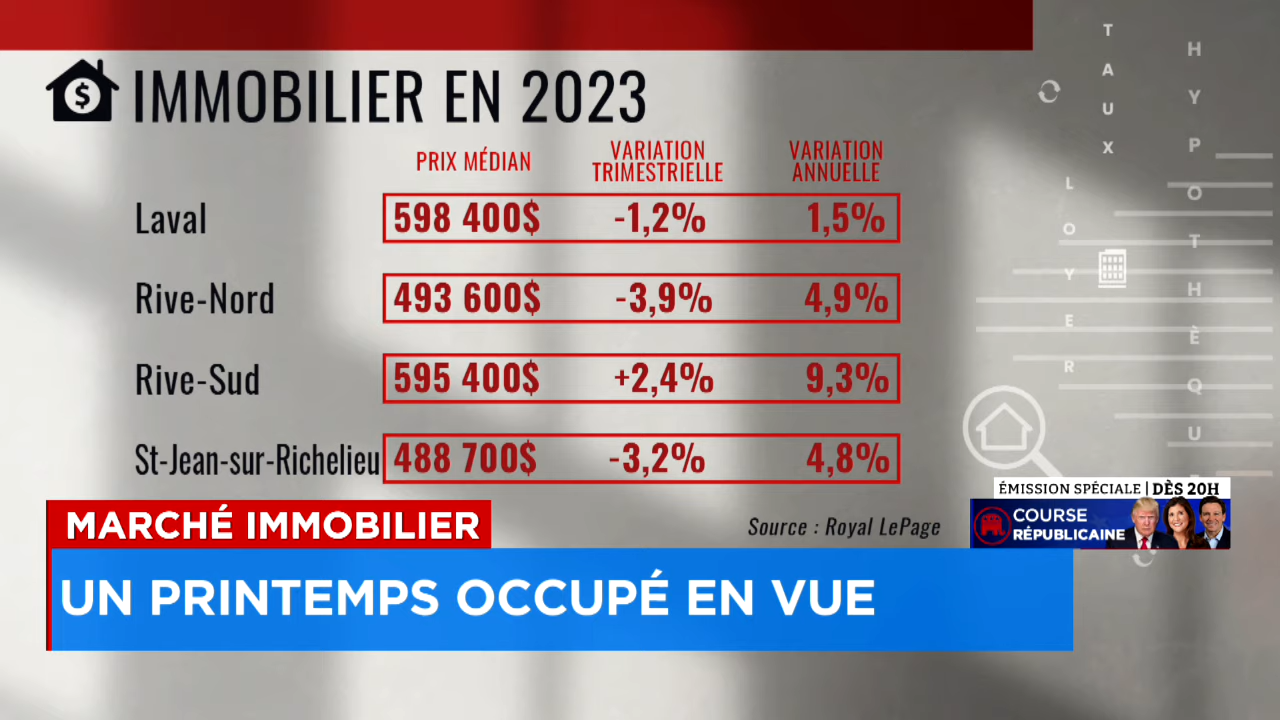 IMMOBILIER EN 2023
PRIX MÉDIAN
VARIATION
TRIMESTRIELLE
VARIATION
ANNUELLE
Laval 598 400$ -1,2% 1,5%
Rive-Nord 493 600$ -3,9% 4,9%
Rive-Sud 595 400$ +2,4% 9,3%
St-Jean-sur-Richelieu 488 700$ -3,2% 4,8%
Source : Royal LePage
MARCHÉ IMMOBILIER
UN PRINTEMPS OCCUPÉ EN VUE
ÉMISSION SPÉCIALE | DÈS 20H
COURSE
RÉPUBLICAINE
TAUX
LOYER
HYPOTHÈQU